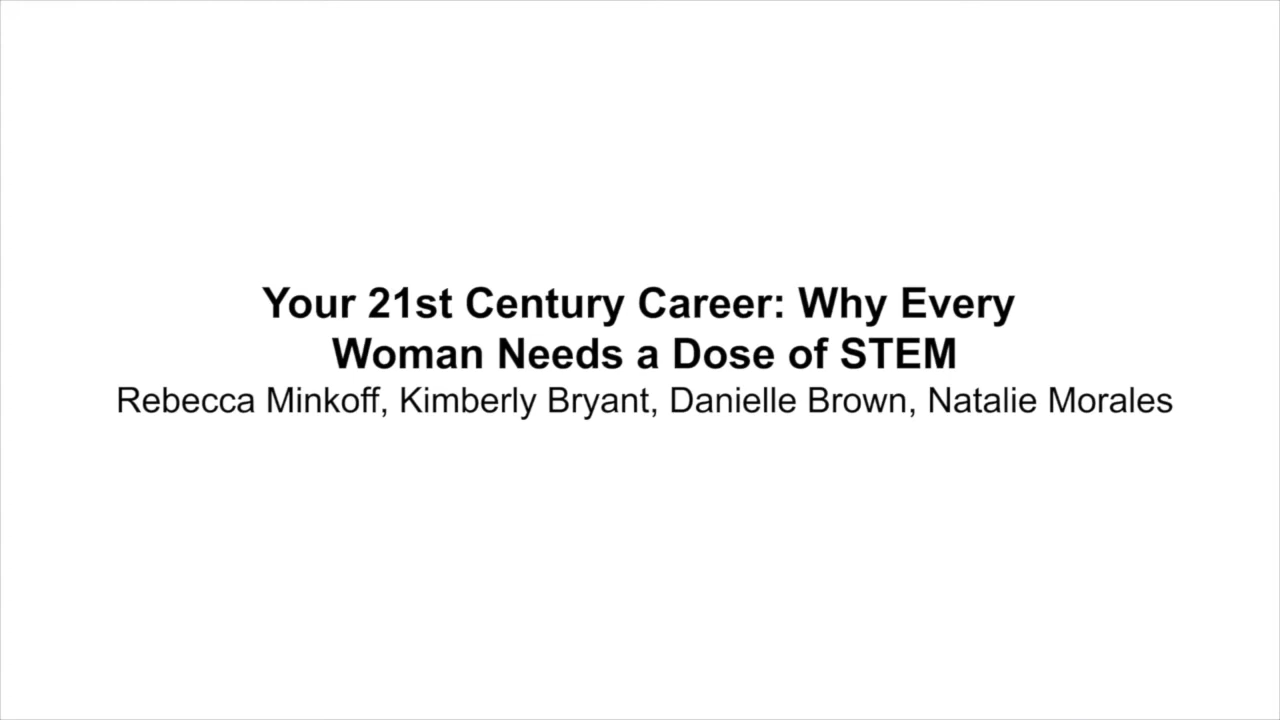 Your 21st Century Career: Why Every
Woman Needs a Dose of STEM
Rebecca Minkoff, Kimberly Bryant, Danielle Brown, Natalie Morales